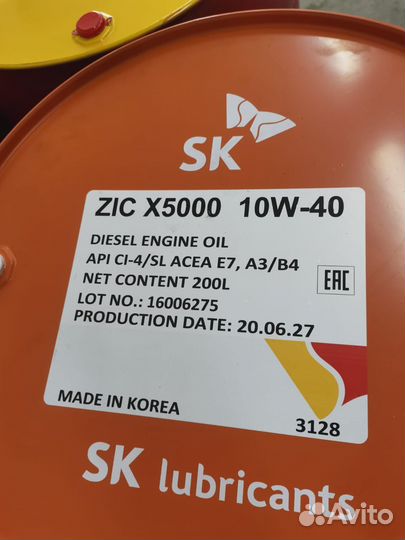 SK
ZIC X5000 10W-40
DIESEL ENGINE OIL
API CI-4/SL ACEA E7, A3/B4
NET CONTENT 200L
EAC
LOT NO.: 16006275
PRODUCTION DATE: 20.06.27
MADE IN KOREA
3128
SK lubricants
Avito